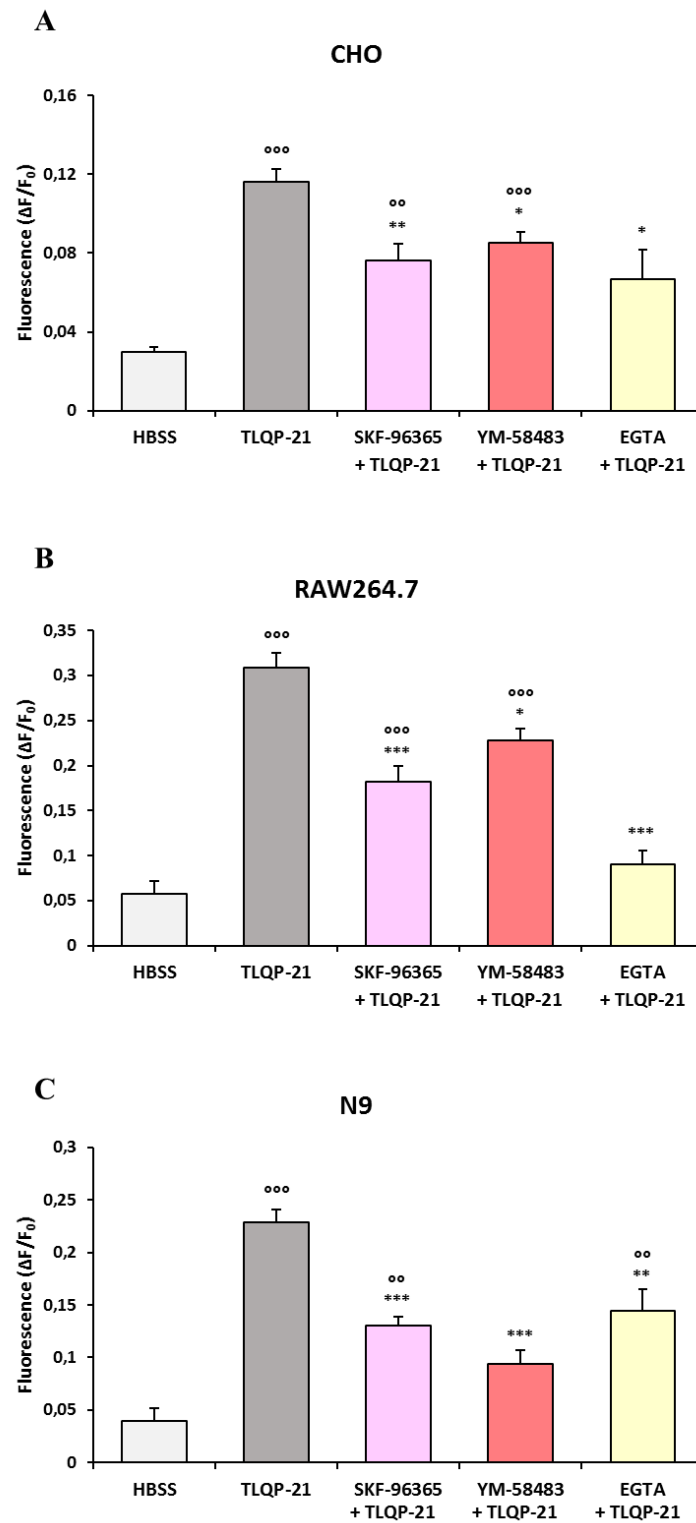 A
CHO
Fluorescence (ΔF/F₀)
0,16
0,12
0,08
0,04
0
°°°
°°
**
°°°
*
*
HBSS TLQP-21 SKF-96365 YM-58483 EGTA
+ TLQP-21 + TLQP-21 + TLQP-21
B
RAW264.7
Fluorescence (ΔF/F₀)
0,35
0,3
0,25
0,2
0,15
0,1
0,05
0
°°°
°°°
***
°°°
*
***
HBSS TLQP-21 SKF-96365 YM-58483 EGTA
+ TLQP-21 + TLQP-21 + TLQP-21
C
N9
Fluorescence (ΔF/F₀)
0,3
0,25
0,2
0,15
0,1
0,05
0
°°°
°°
***
***
°°
**
HBSS TLQP-21 SKF-96365 YM-58483 EGTA
+ TLQP-21 + TLQP-21 + TLQP-21